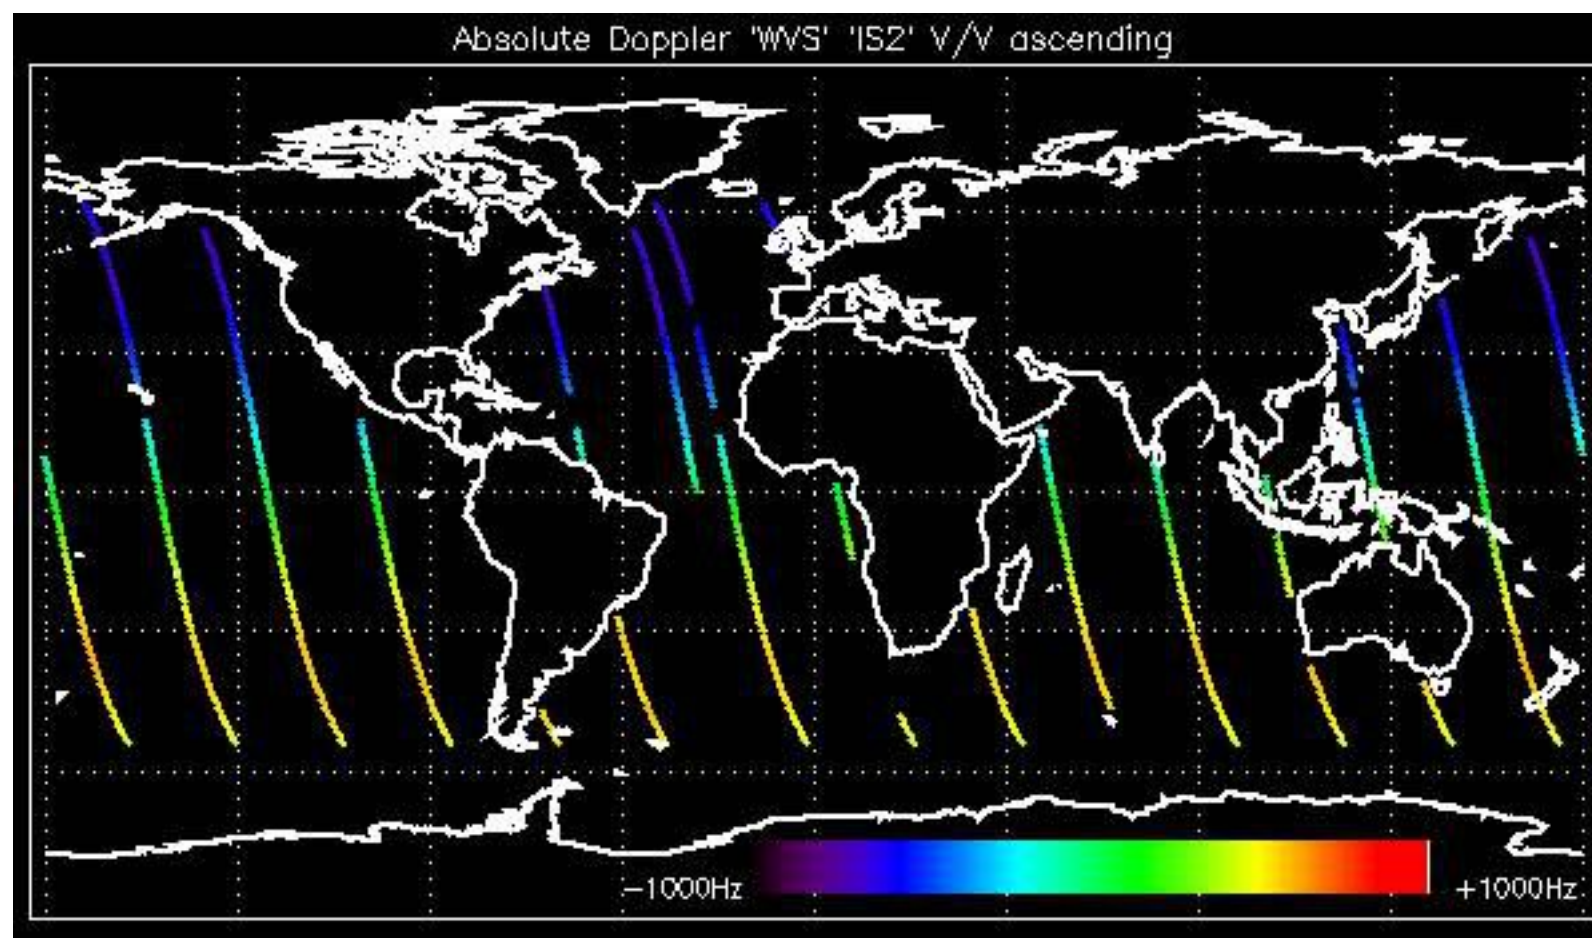 Absolute Doppler 'WVS' 'IS2' V/V ascending
-1000Hz +1000Hz